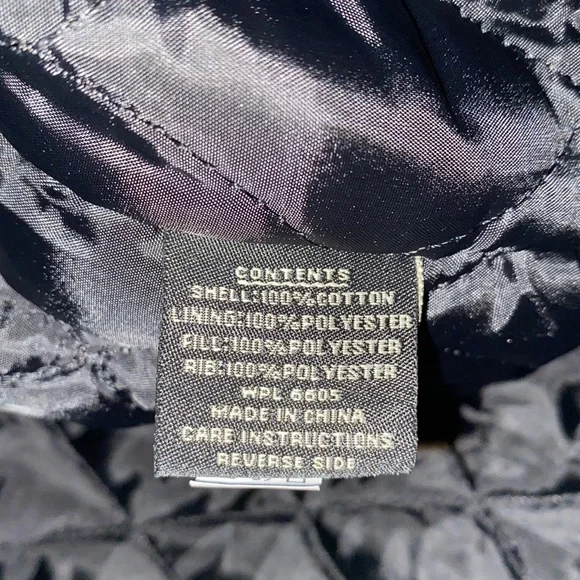 CONTENTS
SHELL:100%COTTON
LINING:100%POLYESTER
FILL:100%POLYESTER
RIB:100%POLYESTER
WPL 6605
MADE IN CHINA
CARE INSTRUCTIONS
REVERSE SIDE